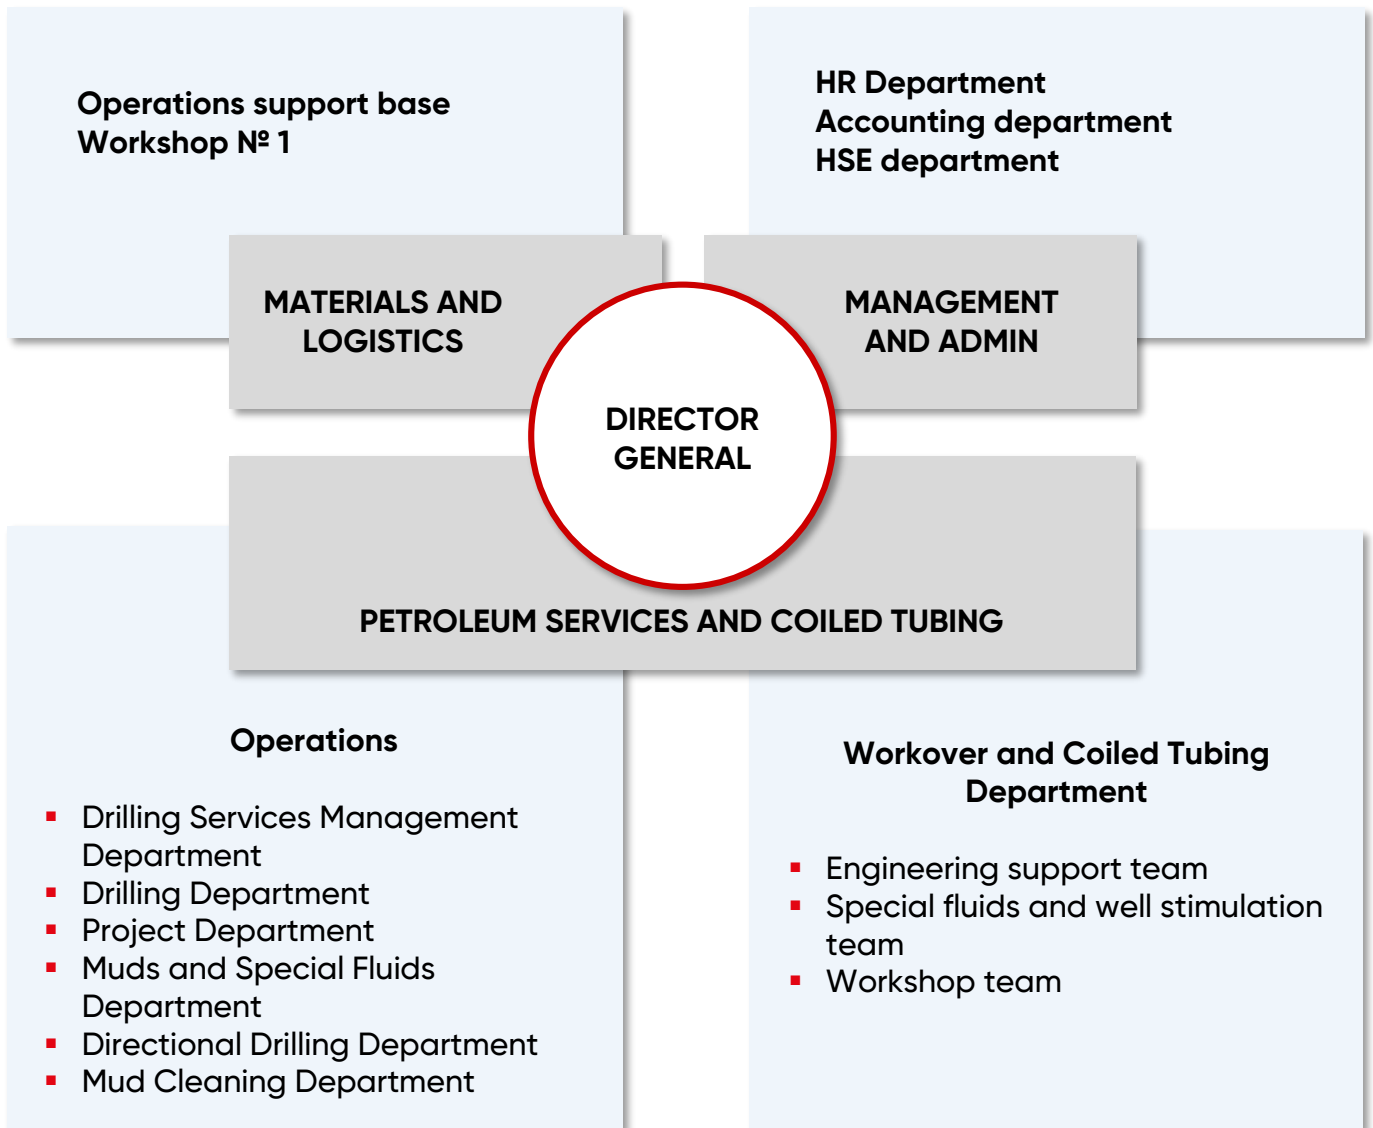 Operations support base
Workshop № 1
HR Department
Accounting department
HSE department
MATERIALS AND
LOGISTICS
MANAGEMENT
AND ADMIN
DIRECTOR
GENERAL
PETROLEUM SERVICES AND COILED TUBING
Operations
▪ Drilling Services Management
Department
▪ Drilling Department
▪ Project Department
▪ Muds and Special Fluids
Department
▪ Directional Drilling Department
▪ Mud Cleaning Department
Workover and Coiled Tubing
Department
▪ Engineering support team
▪ Special fluids and well stimulation
team
▪ Workshop team